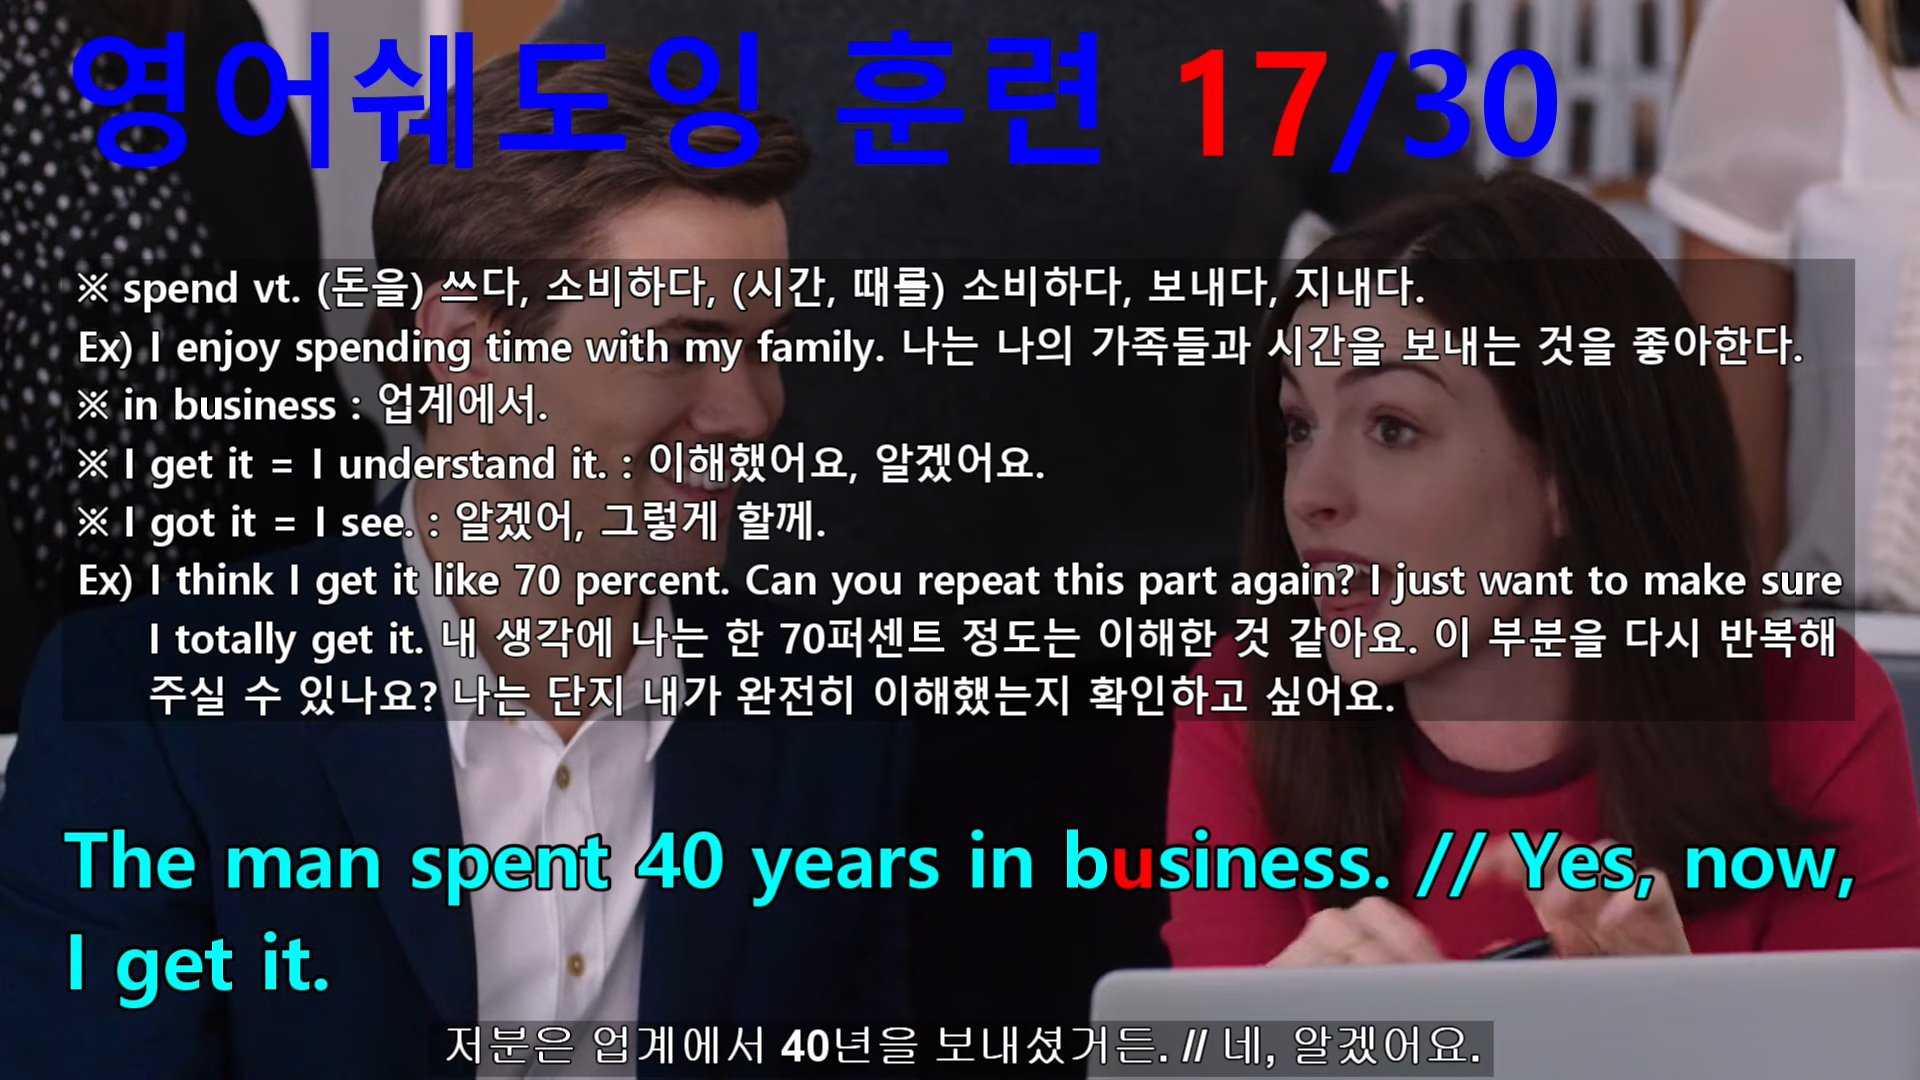 영어쉐도잉 훈련 17/30
※ spend vt. (돈을) 쓰다, 소비하다, (시간, 때를) 소비하다, 보내다, 지내다.
Ex) I enjoy spending time with my family. 나는 나의 가족들과 시간을 보내는 것을 좋아한다.
※ in business : 업계에서.
※ I get it = I understand it. : 이해했어요, 알겠어요.
※ I got it = I see. : 알겠어, 그렇게 할께.
Ex) I think I get it like 70 percent. Can you repeat this part again? I just want to make sure
I totally get it. 내 생각에 나는 한 70퍼센트 정도는 이해한 것 같아요. 이 부분을 다시 반복해
주실 수 있나요? 나는 단지 내가 완전히 이해했는지 확인하고 싶어요.
The man spent 40 years in business. // Yes, now,
I get it.
저분은 업계에서 40년을 보내셨거든. // 네, 알겠어요.